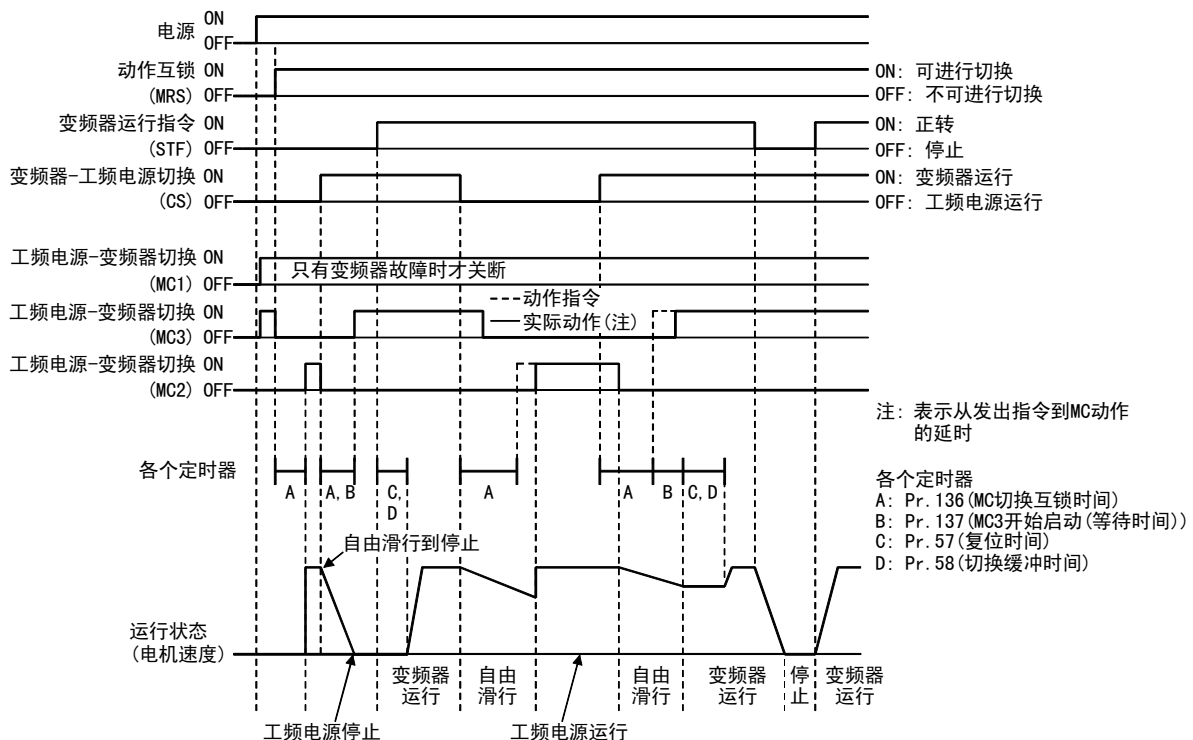 电源 ON
OFF
动作互锁 ON
(MRS) OFF
ON: 可进行切换
OFF: 不可进行切换
变频器运行指令 ON
(STF) OFF
ON: 正转
OFF: 停止
变频器-工频电源切换 ON
(CS) OFF
ON: 变频器运行
OFF: 工频电源运行
工频电源-变频器切换 ON
(MC1) OFF
只有变频器故障时才关断
---动作指令
—实际动作(注)
工频电源-变频器切换 ON
(MC3) OFF
工频电源-变频器切换 ON
(MC2) OFF
注: 表示从发出指令到MC动作
的延时
各个定时器
A
A, B
C,
D
A
A
B
C, D
各个定时器
A: Pr.136(MC切换互锁时间)
B: Pr.137(MC3开始启动(等待时间))
C: Pr.57(复位时间)
D: Pr.58(切换缓冲时间)
自由滑行到停止
运行状态
(电机速度)
变频器
运行
自由
滑行
自由
滑行
变频器
运行
停
止
变频器
运行
工频电源停止
工频电源运行